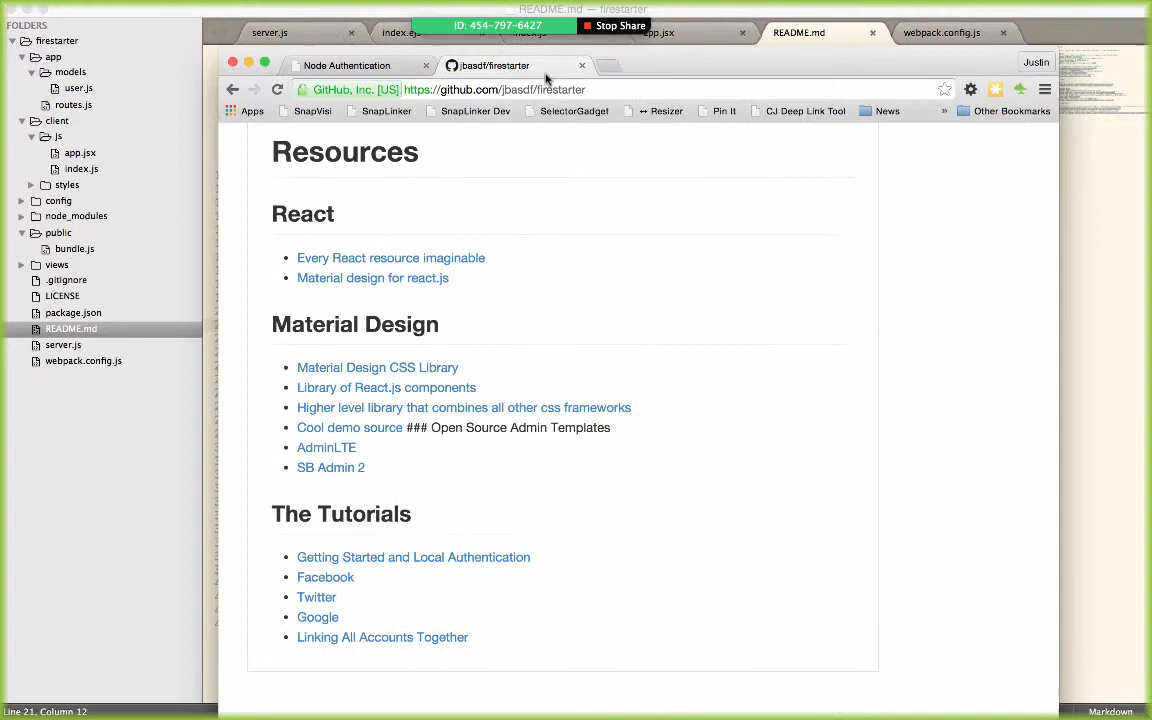 README.md — firestarter
FOLDERS
firestarter
app
models
user.js
routes.js
client
js
app.jsx
index.js
styles
config
node_modules
public
bundle.js
views
.gitignore
LICENSE
package.json
README.md
server.js
webpack.config.js
server.js
index.ejs
index.js
app.jsx
README.md
webpack.config.js
ID: 454-797-6427
Stop Share
Node Authentication
jbasdf/firestarter
Justin
GitHub, Inc. [US] https://github.com/jbasdf/firestarter
Apps
SnapVisi
SnapLinker
SnapLinker Dev
SelectorGadget
↔ Resizer
Pin It
CJ Deep Link Tool
»
News
Other Bookmarks
Resources
React
• Every React resource imaginable
• Material design for react.js
Material Design
• Material Design CSS Library
• Library of React.js components
• Higher level library that combines all other css frameworks
• Cool demo source ### Open Source Admin Templates
• AdminLTE
• SB Admin 2
The Tutorials
• Getting Started and Local Authentication
• Facebook
• Twitter
• Google
• Linking All Accounts Together
Line 21, Column 12
Markdown